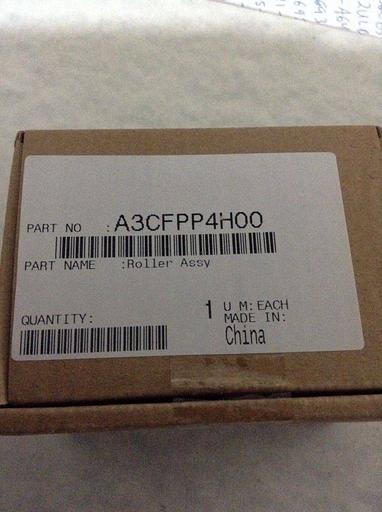 PART NO : A3CFPP4H00
PART NAME :Roller Assy
QUANTITY: 1 U M: EACH
MADE IN:
China